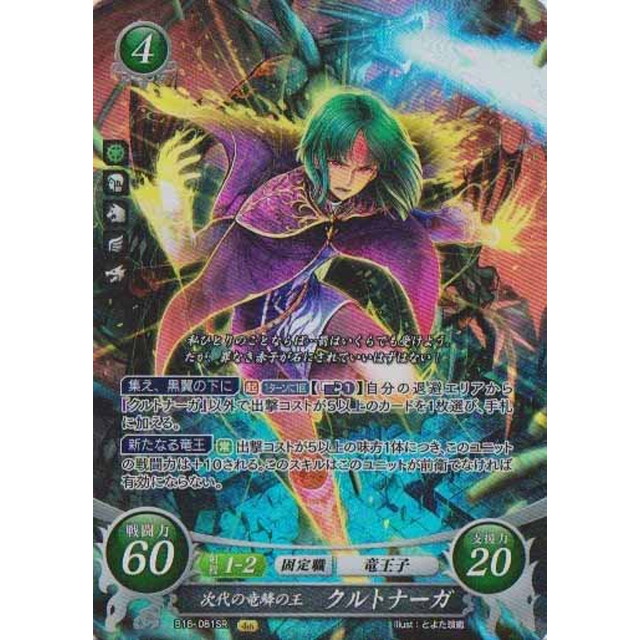 4
私ひとりのことならば…罰はいくらでも受けよう
だが、罪なき赤子が石にされていいはずはない!
集え、黒翼の下に 起 1ターンに1回 【1】自分の退避エリアから
『クルトナーガ』以外で出撃コストが5以上のカードを1枚選び、手札
に加える。
新たなる竜王 常 出撃コストが5以上の味方1体につき、このユニット
の戦闘力は+10される。このスキルはこのユニットが前衛でなければ
有効にならない。
戦闘力
60
射程 1-2 固定職 竜王子
支援力
20
次代の竜鱗の王 クルトナーガ
B16-081SR
Illust:とよた瑣織